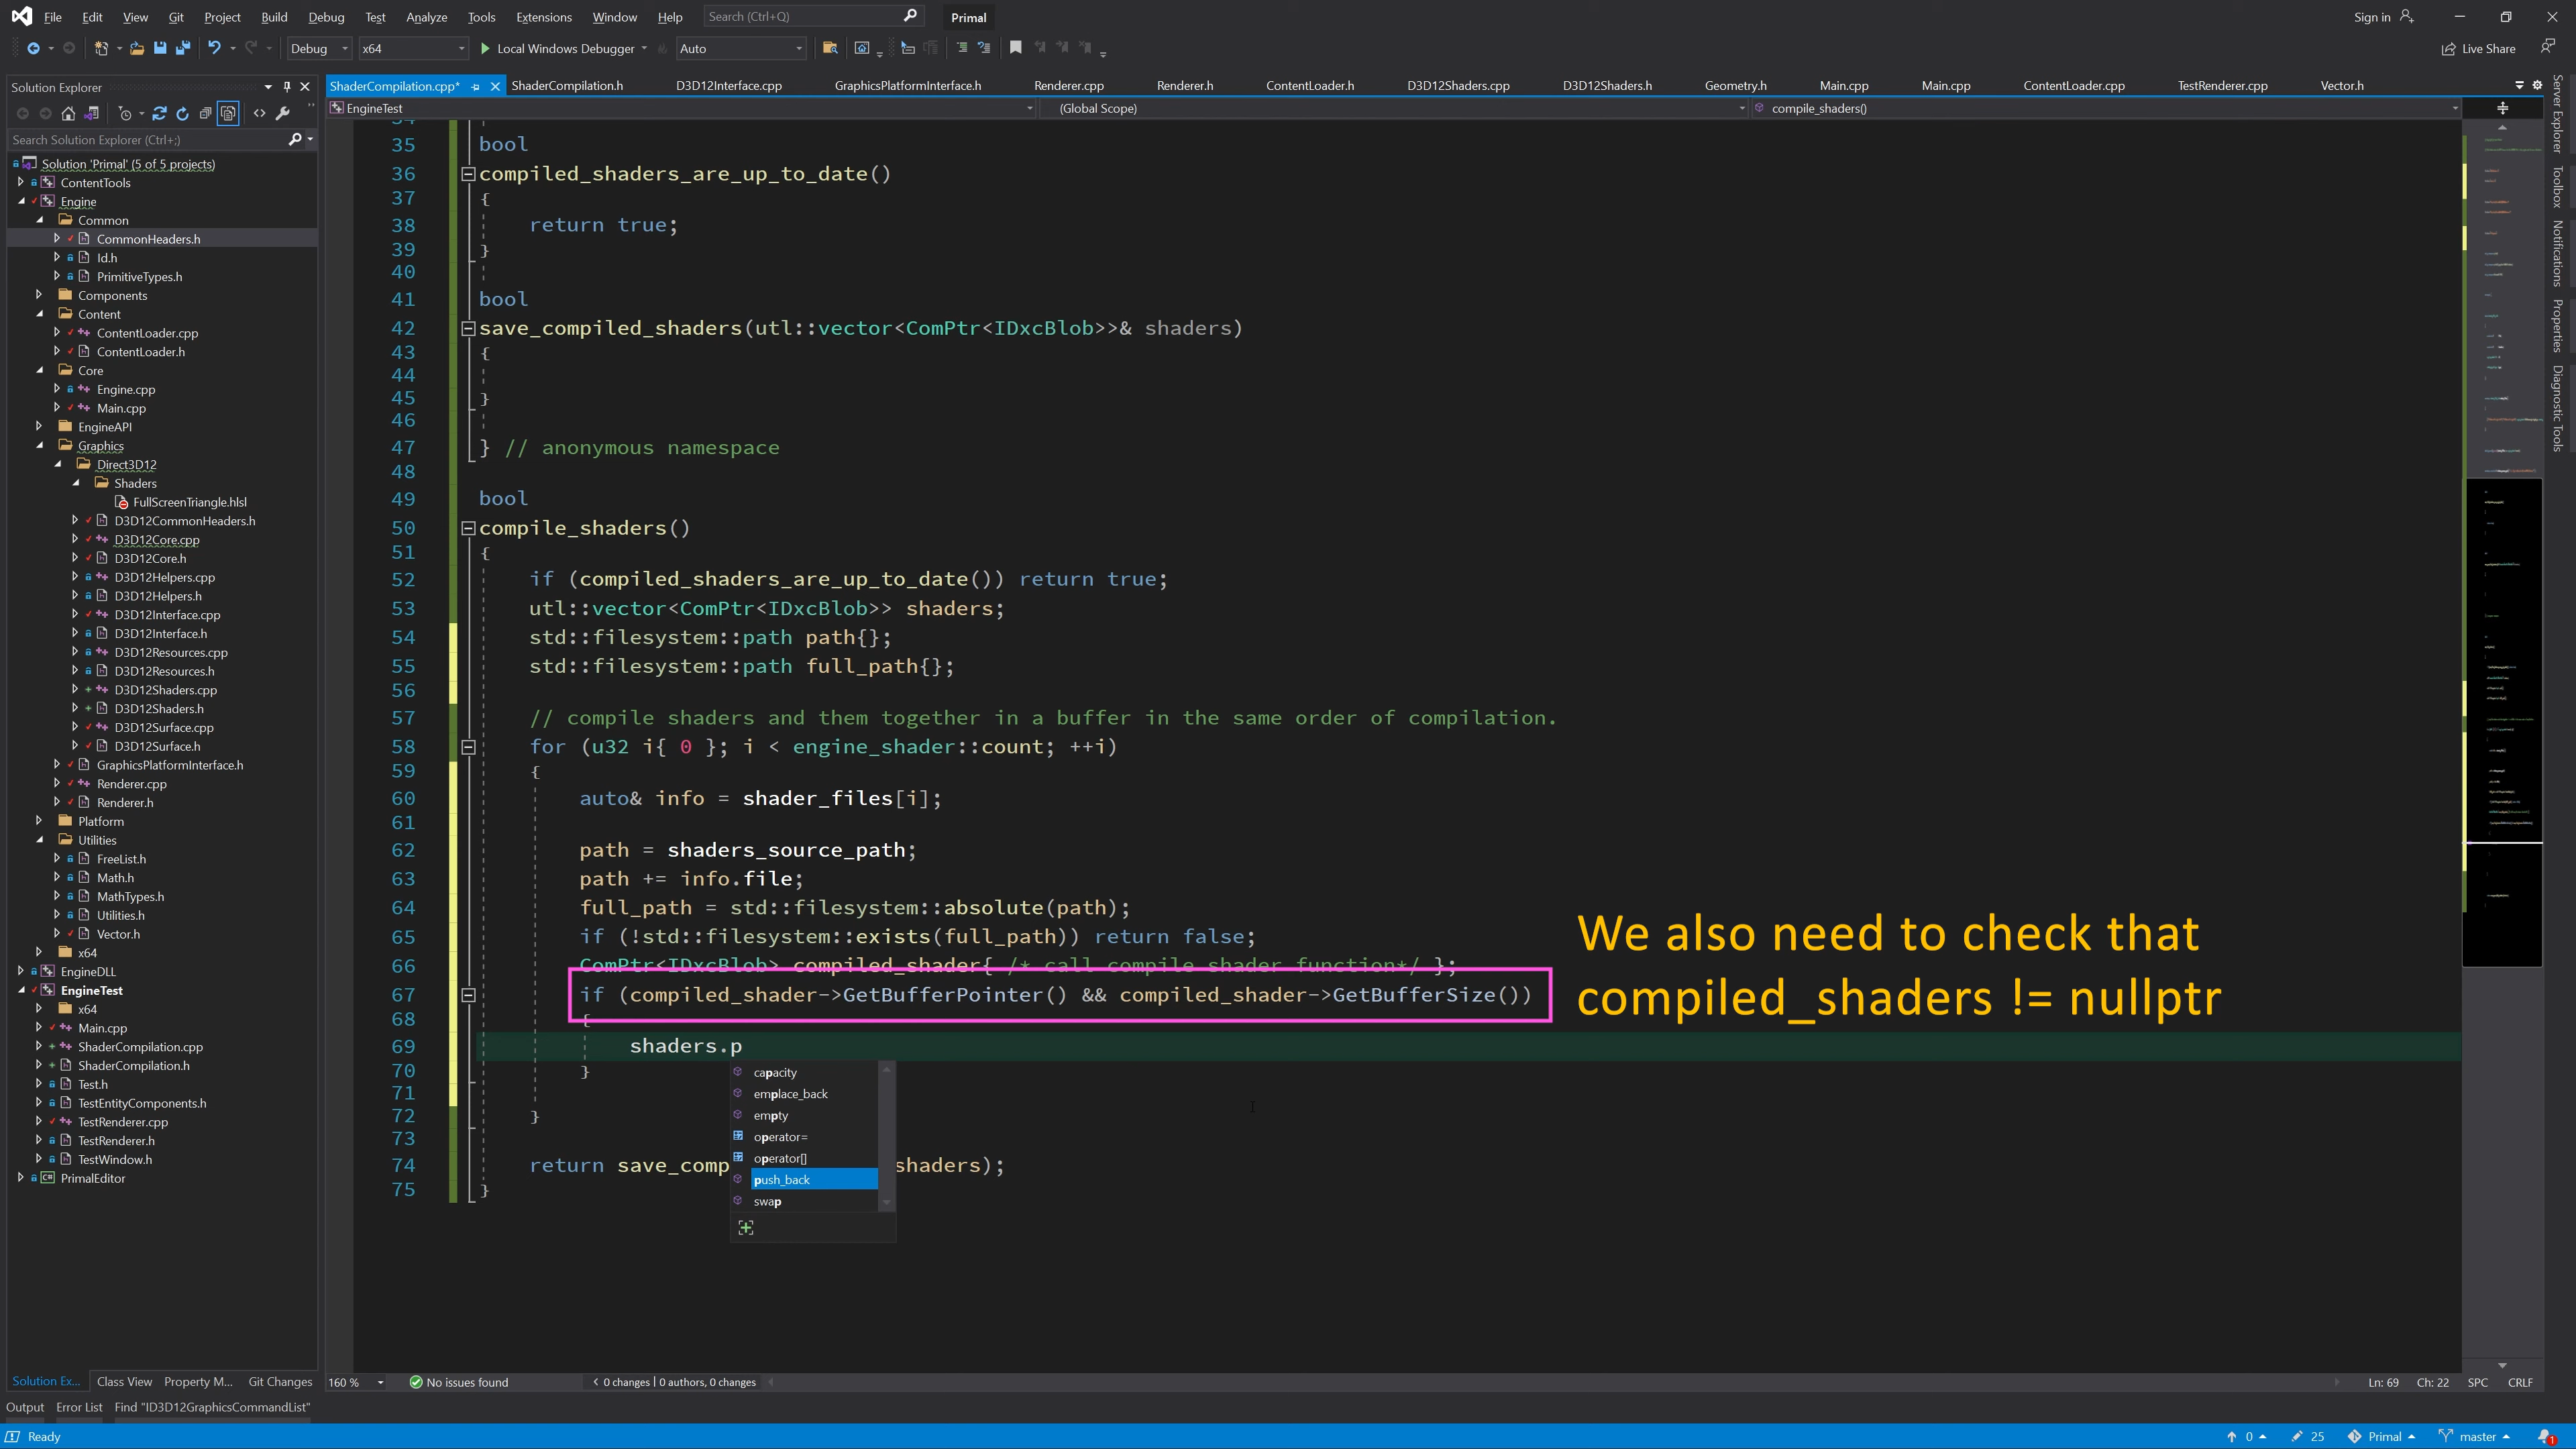 File Edit View Git Project Build Debug Test Analyze Tools Extensions Window Help Search (Ctrl+Q) Primal Sign in
Debug x64 Local Windows Debugger Auto Live Share
Solution Explorer
Search Solution Explorer (Ctrl+;)
Solution 'Primal' (5 of 5 projects)
ContentTools
Engine
Common
CommonHeaders.h
Id.h
PrimitiveTypes.h
Components
Content
ContentLoader.cpp
ContentLoader.h
Core
Engine.cpp
Main.cpp
EngineAPI
Graphics
Direct3D12
Shaders
FullScreenTriangle.hlsl
D3D12CommonHeaders.h
D3D12Core.cpp
D3D12Core.h
D3D12Helpers.cpp
D3D12Helpers.h
D3D12Interface.cpp
D3D12Interface.h
D3D12Resources.cpp
D3D12Resources.h
D3D12Shaders.cpp
D3D12Shaders.h
D3D12Surface.cpp
D3D12Surface.h
GraphicsPlatformInterface.h
Renderer.cpp
Renderer.h
Platform
Utilities
FreeList.h
Math.h
MathTypes.h
Utilities.h
Vector.h
x64
EngineDLL
EngineTest
x64
Main.cpp
ShaderCompilation.cpp
ShaderCompilation.h
Test.h
TestEntityComponents.h
TestRenderer.cpp
TestRenderer.h
TestWindow.h
PrimalEditor
Solution Ex... Class View Property M... Git Changes
ShaderCompilation.cpp* ShaderCompilation.h D3D12Interface.cpp GraphicsPlatformInterface.h Renderer.cpp Renderer.h ContentLoader.h D3D12Shaders.cpp D3D12Shaders.h Geometry.h Main.cpp Main.cpp ContentLoader.cpp TestRenderer.cpp Vector.h
EngineTest (Global Scope) compile_shaders()
34
35 bool
36 compiled_shaders_are_up_to_date()
37 {
38 return true;
39 }
40
41 bool
42 save_compiled_shaders(utl::vector<ComPtr<IDxcBlob>>& shaders)
43 {
44
45 }
46
47 } // anonymous namespace
48
49 bool
50 compile_shaders()
51 {
52 if (compiled_shaders_are_up_to_date()) return true;
53 utl::vector<ComPtr<IDxcBlob>> shaders;
54 std::filesystem::path path{};
55 std::filesystem::path full_path{};
56
57 // compile shaders and them together in a buffer in the same order of compilation.
58 for (u32 i{ 0 }; i < engine_shader::count; ++i)
59 {
60 auto& info = shader_files[i];
61
62 path = shaders_source_path;
63 path += info.file;
64 full_path = std::filesystem::absolute(path);
65 if (!std::filesystem::exists(full_path)) return false;
66 ComPtr<IDxcBlob> compiled_shader{ /* call compile shader function*/ };
67 if (compiled_shader->GetBufferPointer() && compiled_shader->GetBufferSize())
68 {
69 shaders.p
70 }
71
72 }
73
74 return save_comp shaders);
75 }
capacity
emplace_back
empty
operator=
operator[]
push_back
swap
We also need to check that
compiled_shaders != nullptr
Server Explorer
Toolbox
Notifications
Properties
Diagnostic Tools
160 % No issues found 0 changes | 0 authors, 0 changes Ln: 69 Ch: 22 SPC CRLF
Output Error List Find "ID3D12GraphicsCommandList"
Ready 0 25 Primal master 1